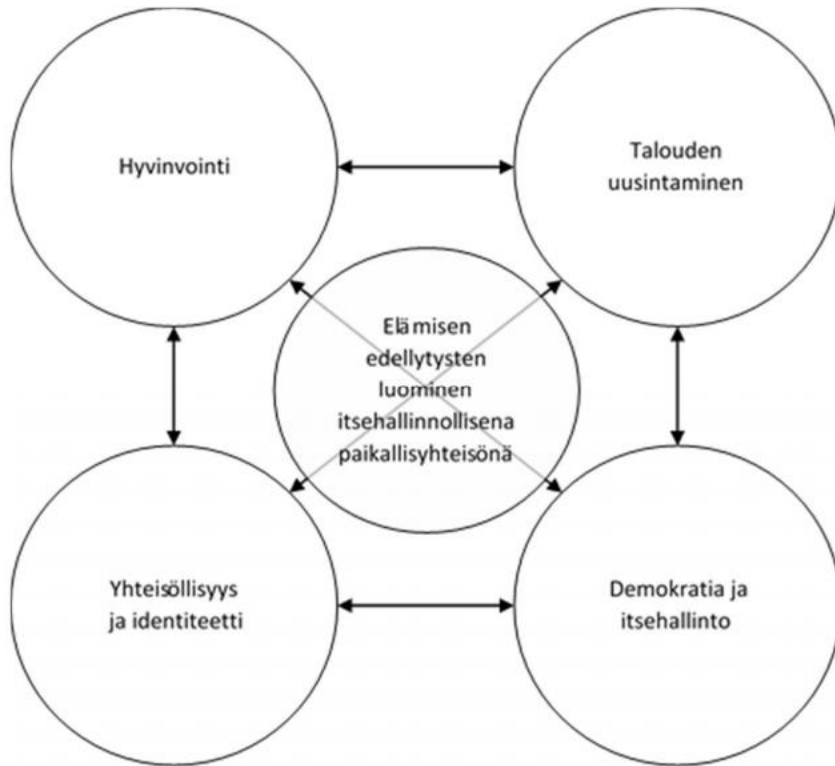 Hyvinvointi
Talouden
uusintaminen
Elämisen
edellytysten
luominen
itsehallinnollisena
paikallisyhteisönä
Yhteisöllisyys
ja identiteetti
Demokratia ja
itsehallinto